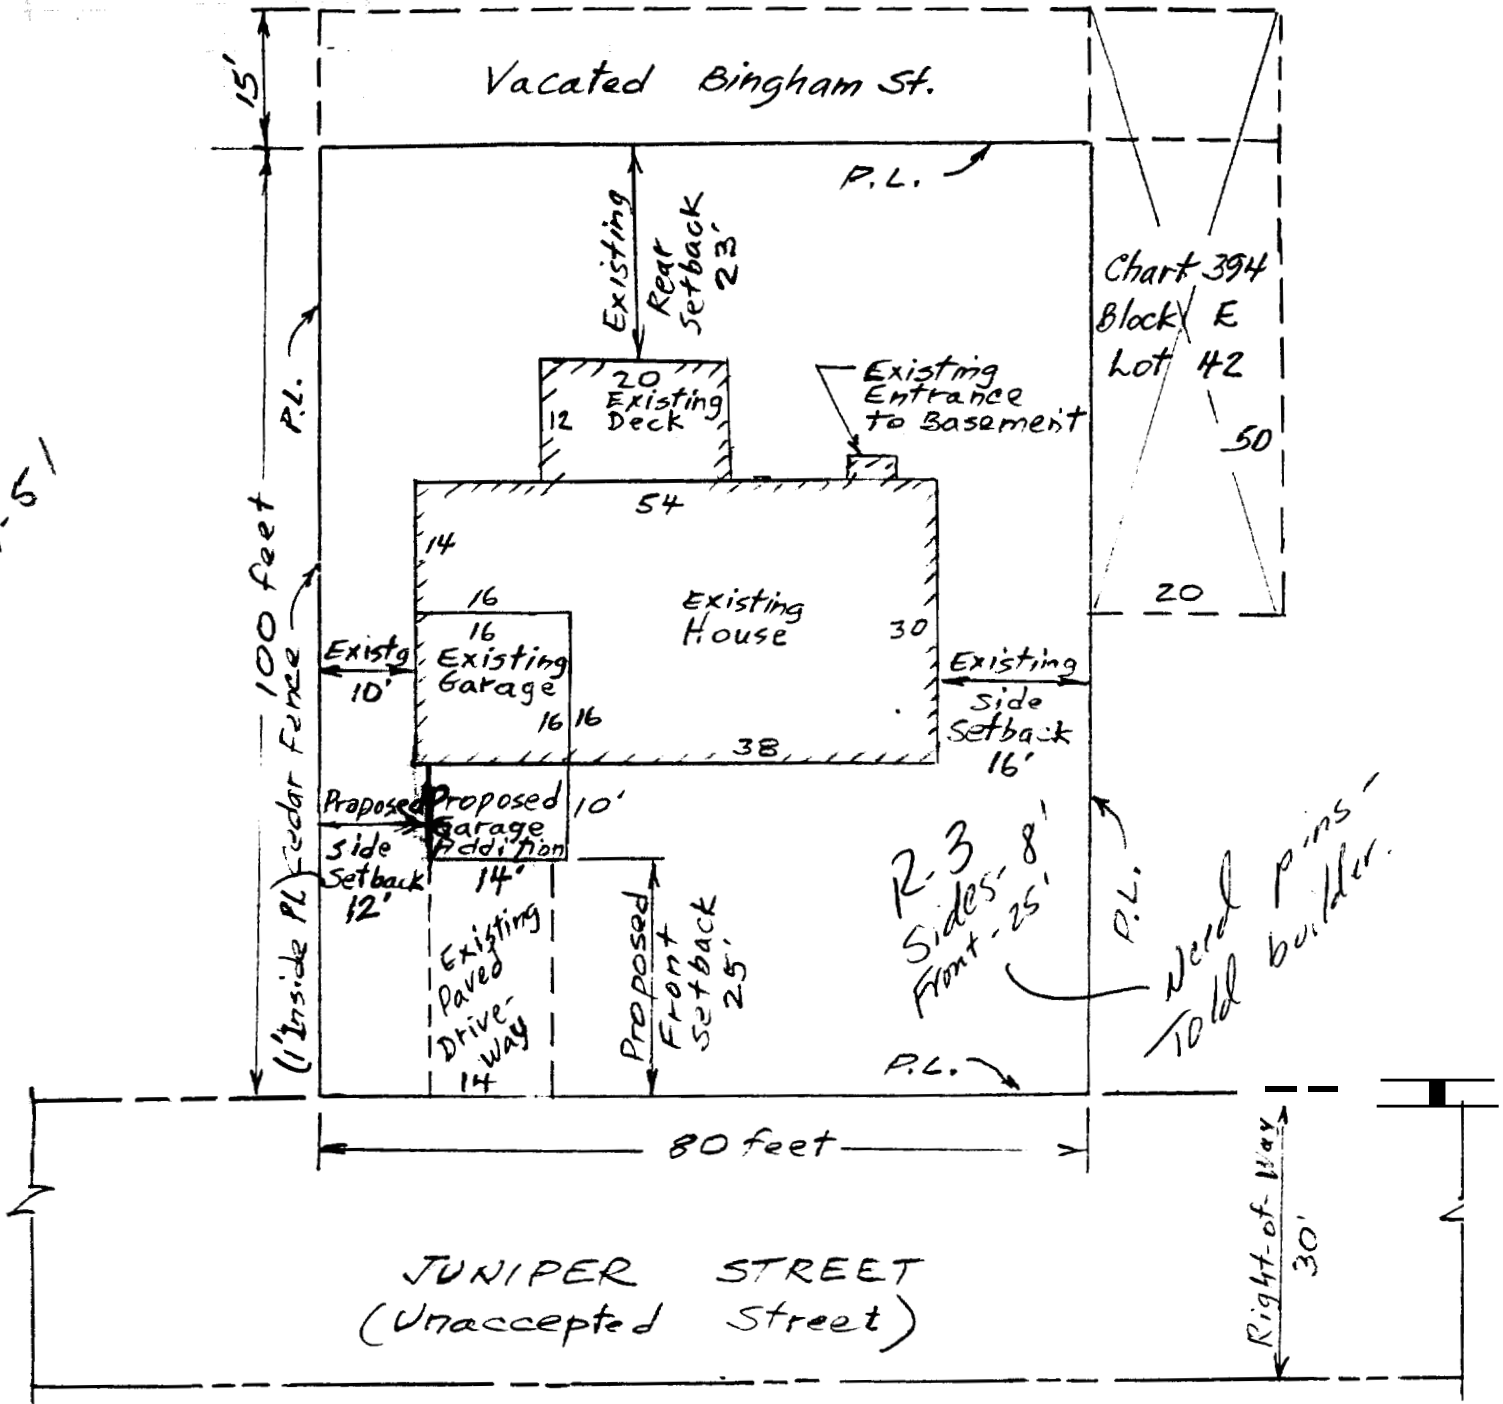 15'
Vacated Bingham St.
P.L.
Existing
Rear
Setback
23'
Chart 394
Block E
Lot 42
50
20
P.L.
20
Existing
Deck
12
Existing
Entrance
to Basement
54
14
16
16
Existing
Garage
16 16
Existing
House
30
38
Existg
10'
Existing
Side
Setback
16'
100 feet
Proposed
Side
Setback
12'
Proposed
Garage
Addition
14'
10'
(1' Inside PL Cedar Fence
Existing
Paved
Drive-
way
14
Proposed
Front
Setback
25'
R-3
Sides- 8'
Front - 25'
P.L.
Need pins-
Told builder.
P.L.
80 feet
Right-of-Way
30'
JUNIPER STREET
(Unaccepted Street)